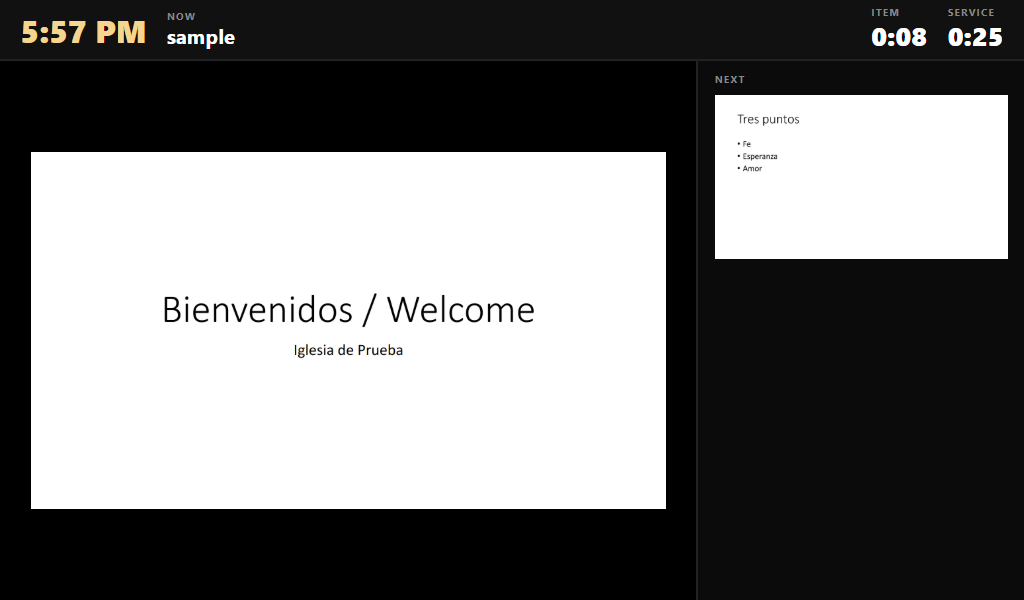 5:57 PM
NOW
sample
ITEM
0:08
SERVICE
0:25
Bienvenidos / Welcome
Iglesia de Prueba
NEXT
Tres puntos
• Fe
• Esperanza
• Amor